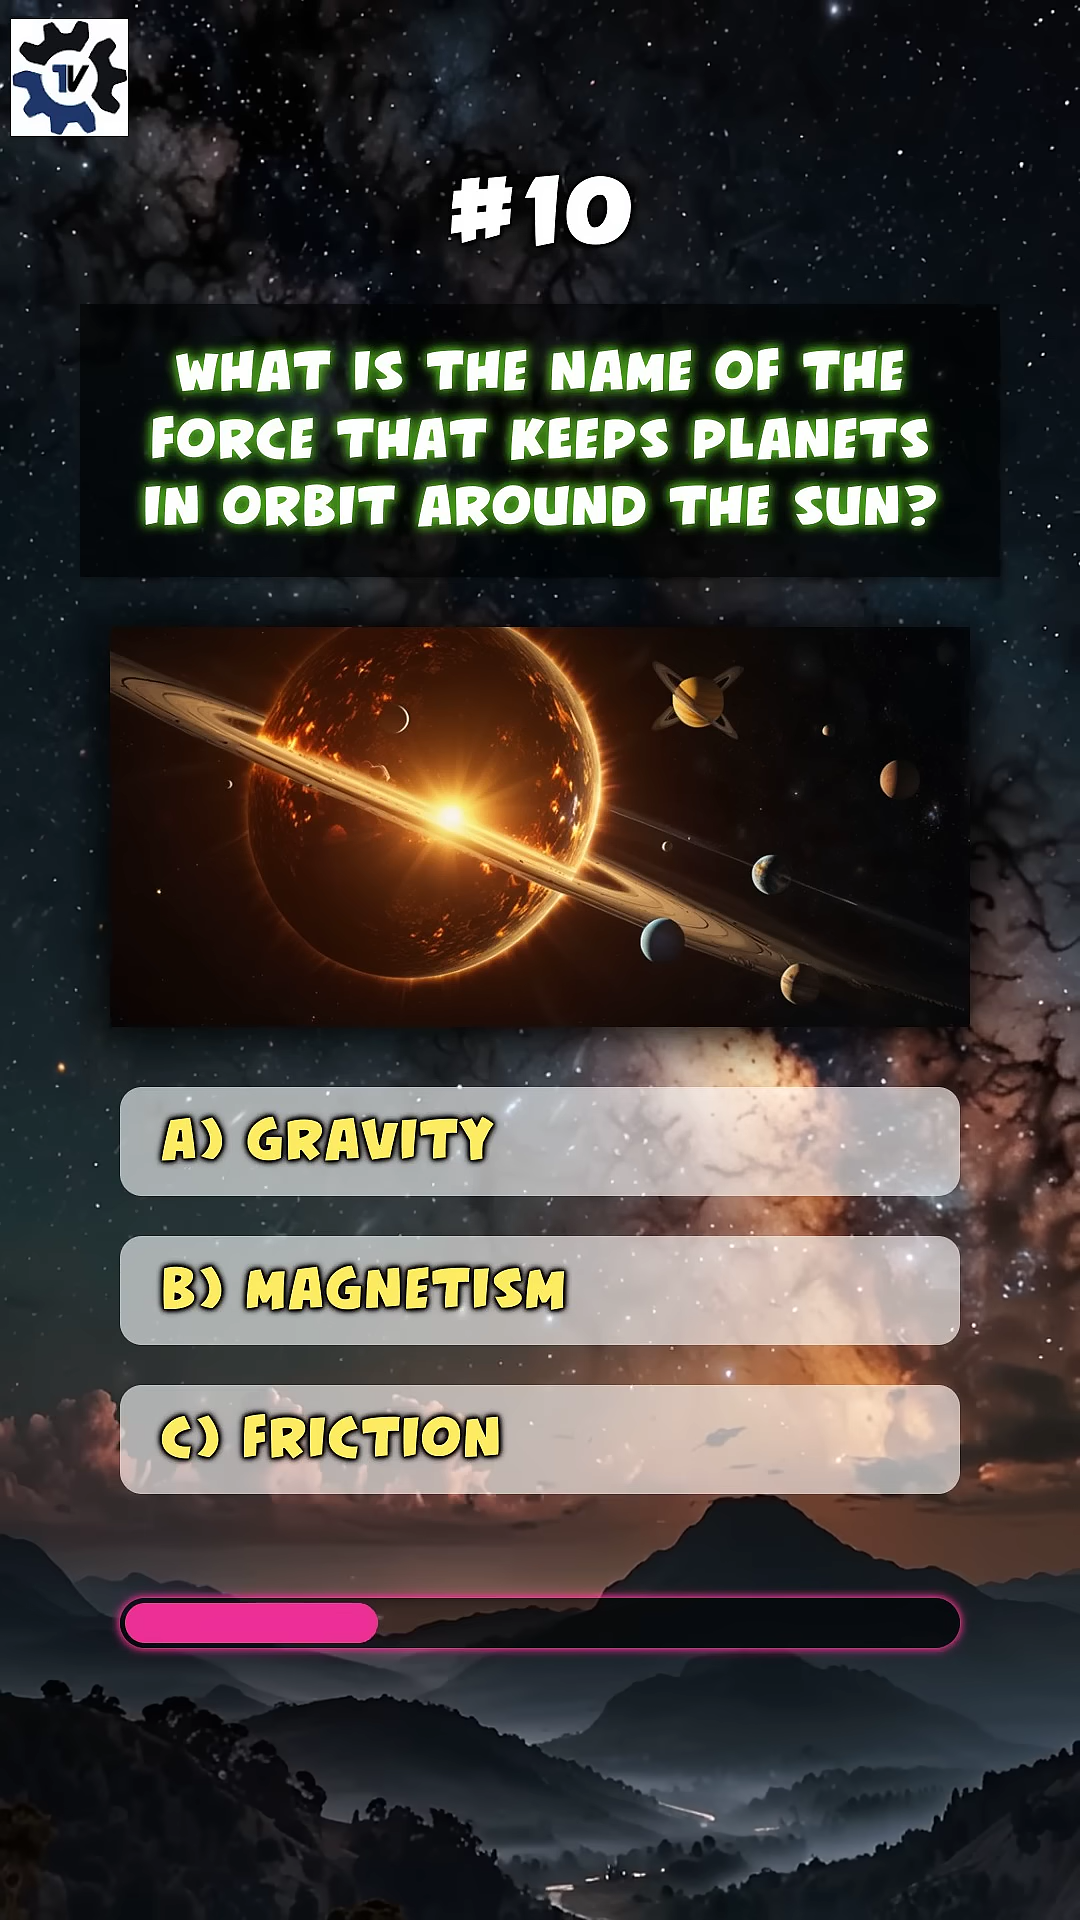 1V
#10
WHAT IS THE NAME OF THE
FORCE THAT KEEPS PLANETS
IN ORBIT AROUND THE SUN?
A) GRAVITY
B) MAGNETISM
C) FRICTION